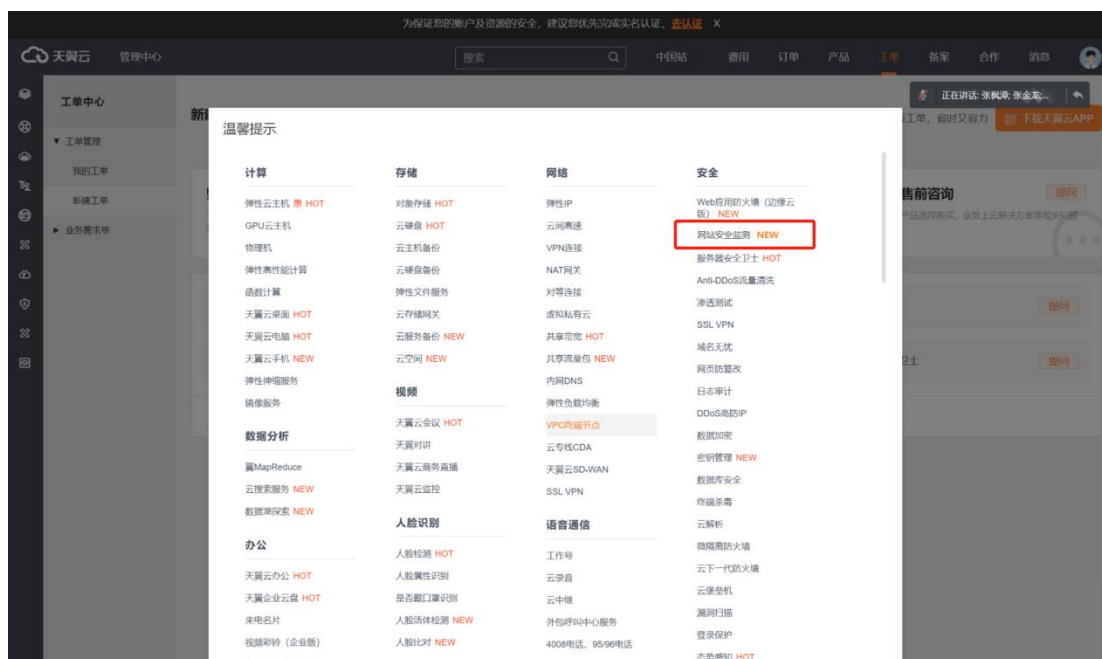 为保证您的账户及资源的安全，建议您优先完成实名认证，去认证 X
天翼云 管理中心 搜索 中国站 费用 订单 产品 工单 备案 合作 消息
正在讲话: 张枫漳; 张金龙;...
工单中心
工单管理
我的工单
新建工单
业务需求单
工单，省时又省力 下载天翼云APP
售前咨询 提问
提问
提问
温馨提示
计算
弹性云主机 惠 HOT
GPU云主机
物理机
弹性高性能计算
函数计算
天翼云桌面 HOT
天翼云电脑 HOT
天翼云手机 NEW
弹性伸缩服务
镜像服务
数据分析
翼MapReduce
云搜索服务 NEW
数据湖探索 NEW
办公
天翼云办公 HOT
天翼企业云盘 HOT
来电名片
视频彩铃（企业版）
存储
对象存储 HOT
云硬盘 HOT
云主机备份
云硬盘备份
弹性文件服务
云存储网关
云服务备份 NEW
云空间 NEW
视频
天翼云会议 HOT
天翼对讲
天翼云商务直播
天翼云监控
人脸识别
人脸检测 HOT
人脸属性识别
是否戴口罩识别
人脸活体检测 NEW
人脸比对 NEW
网络
弹性IP
云间高速
VPN连接
NAT网关
对等连接
虚拟私有云
共享带宽 HOT
共享流量包 NEW
内网DNS
弹性负载均衡
VPC终端节点
云专线CDA
天翼云SD-WAN
SSL VPN
语音通信
工作号
云录音
云中继
外包呼叫中心服务
4008电话、95/96电话
安全
Web应用防火墙（边缘云
版） NEW
网站安全监测 NEW
服务器安全卫士 HOT
Anti-DDoS流量清洗
渗透测试
SSL VPN
域名无忧
网页防篡改
日志审计
DDoS高防IP
数据加密
密钥管理 NEW
数据库安全
终端杀毒
云解析
微隔离防火墙
云下一代防火墙
云堡垒机
漏洞扫描
登录保护
态势感知 HOT